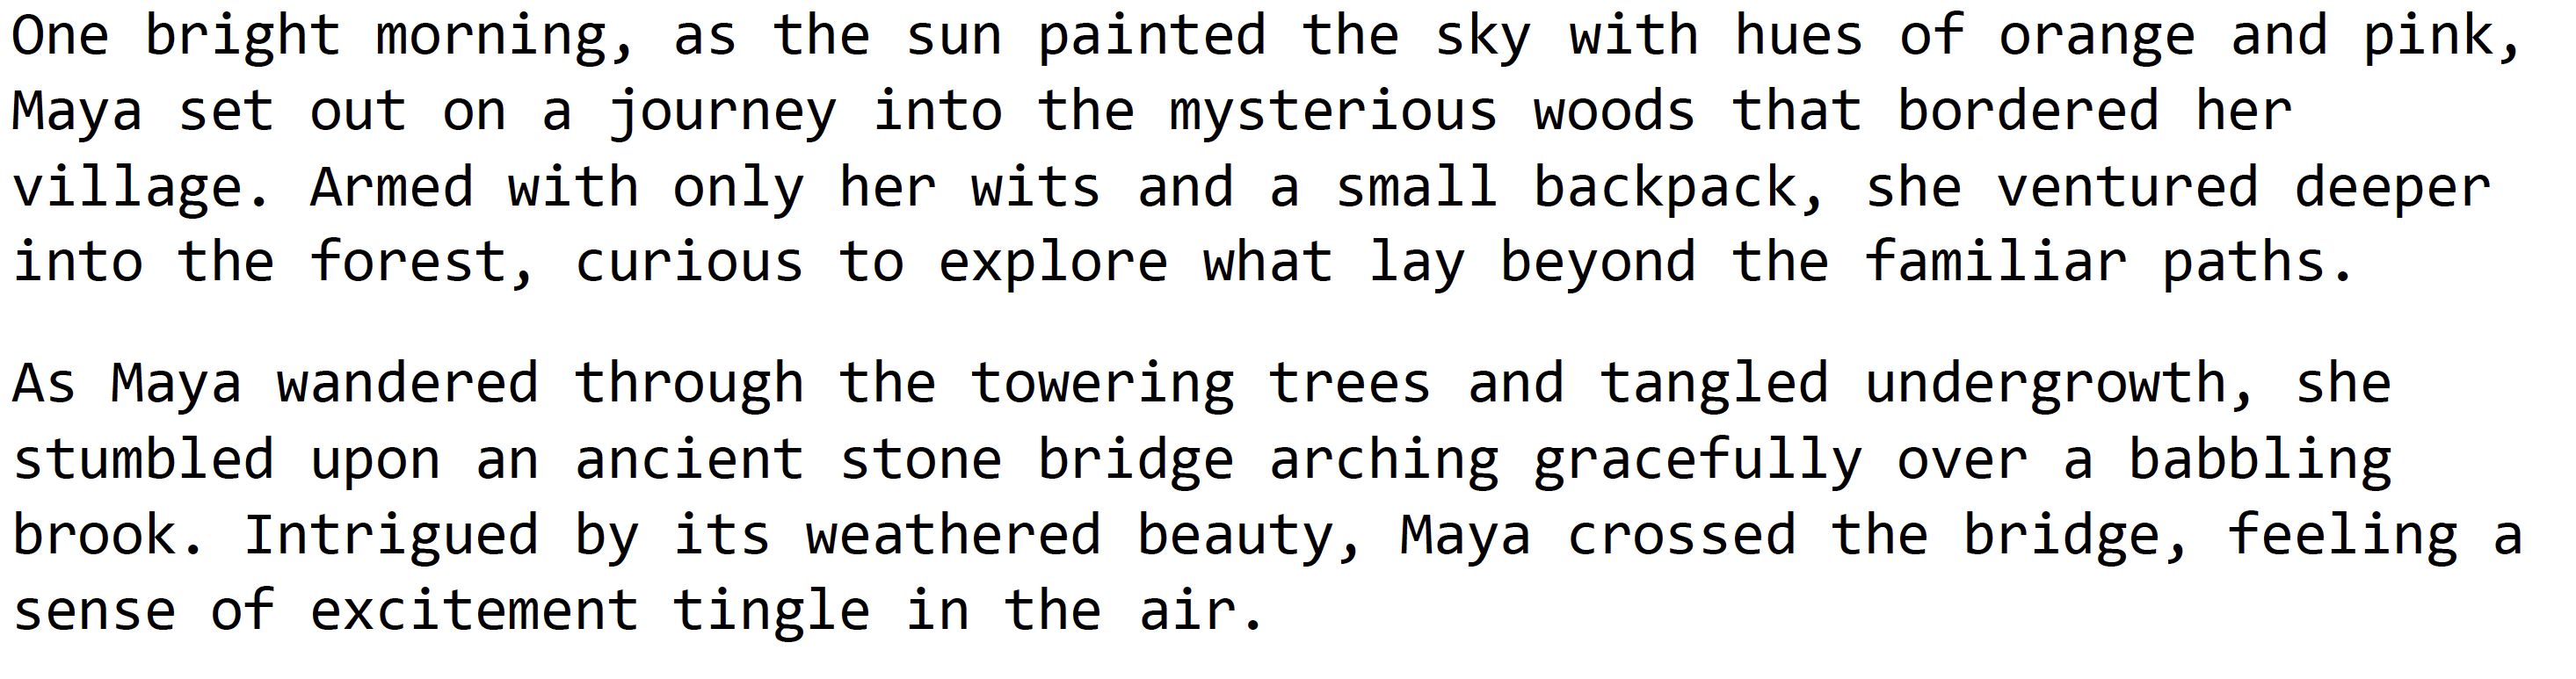 One bright morning, as the sun painted the sky with hues of orange and pink,
Maya set out on a journey into the mysterious woods that bordered her
village. Armed with only her wits and a small backpack, she ventured deeper
into the forest, curious to explore what lay beyond the familiar paths.
As Maya wandered through the towering trees and tangled undergrowth, she
stumbled upon an ancient stone bridge arching gracefully over a babbling
brook. Intrigued by its weathered beauty, Maya crossed the bridge, feeling a
sense of excitement tingle in the air.